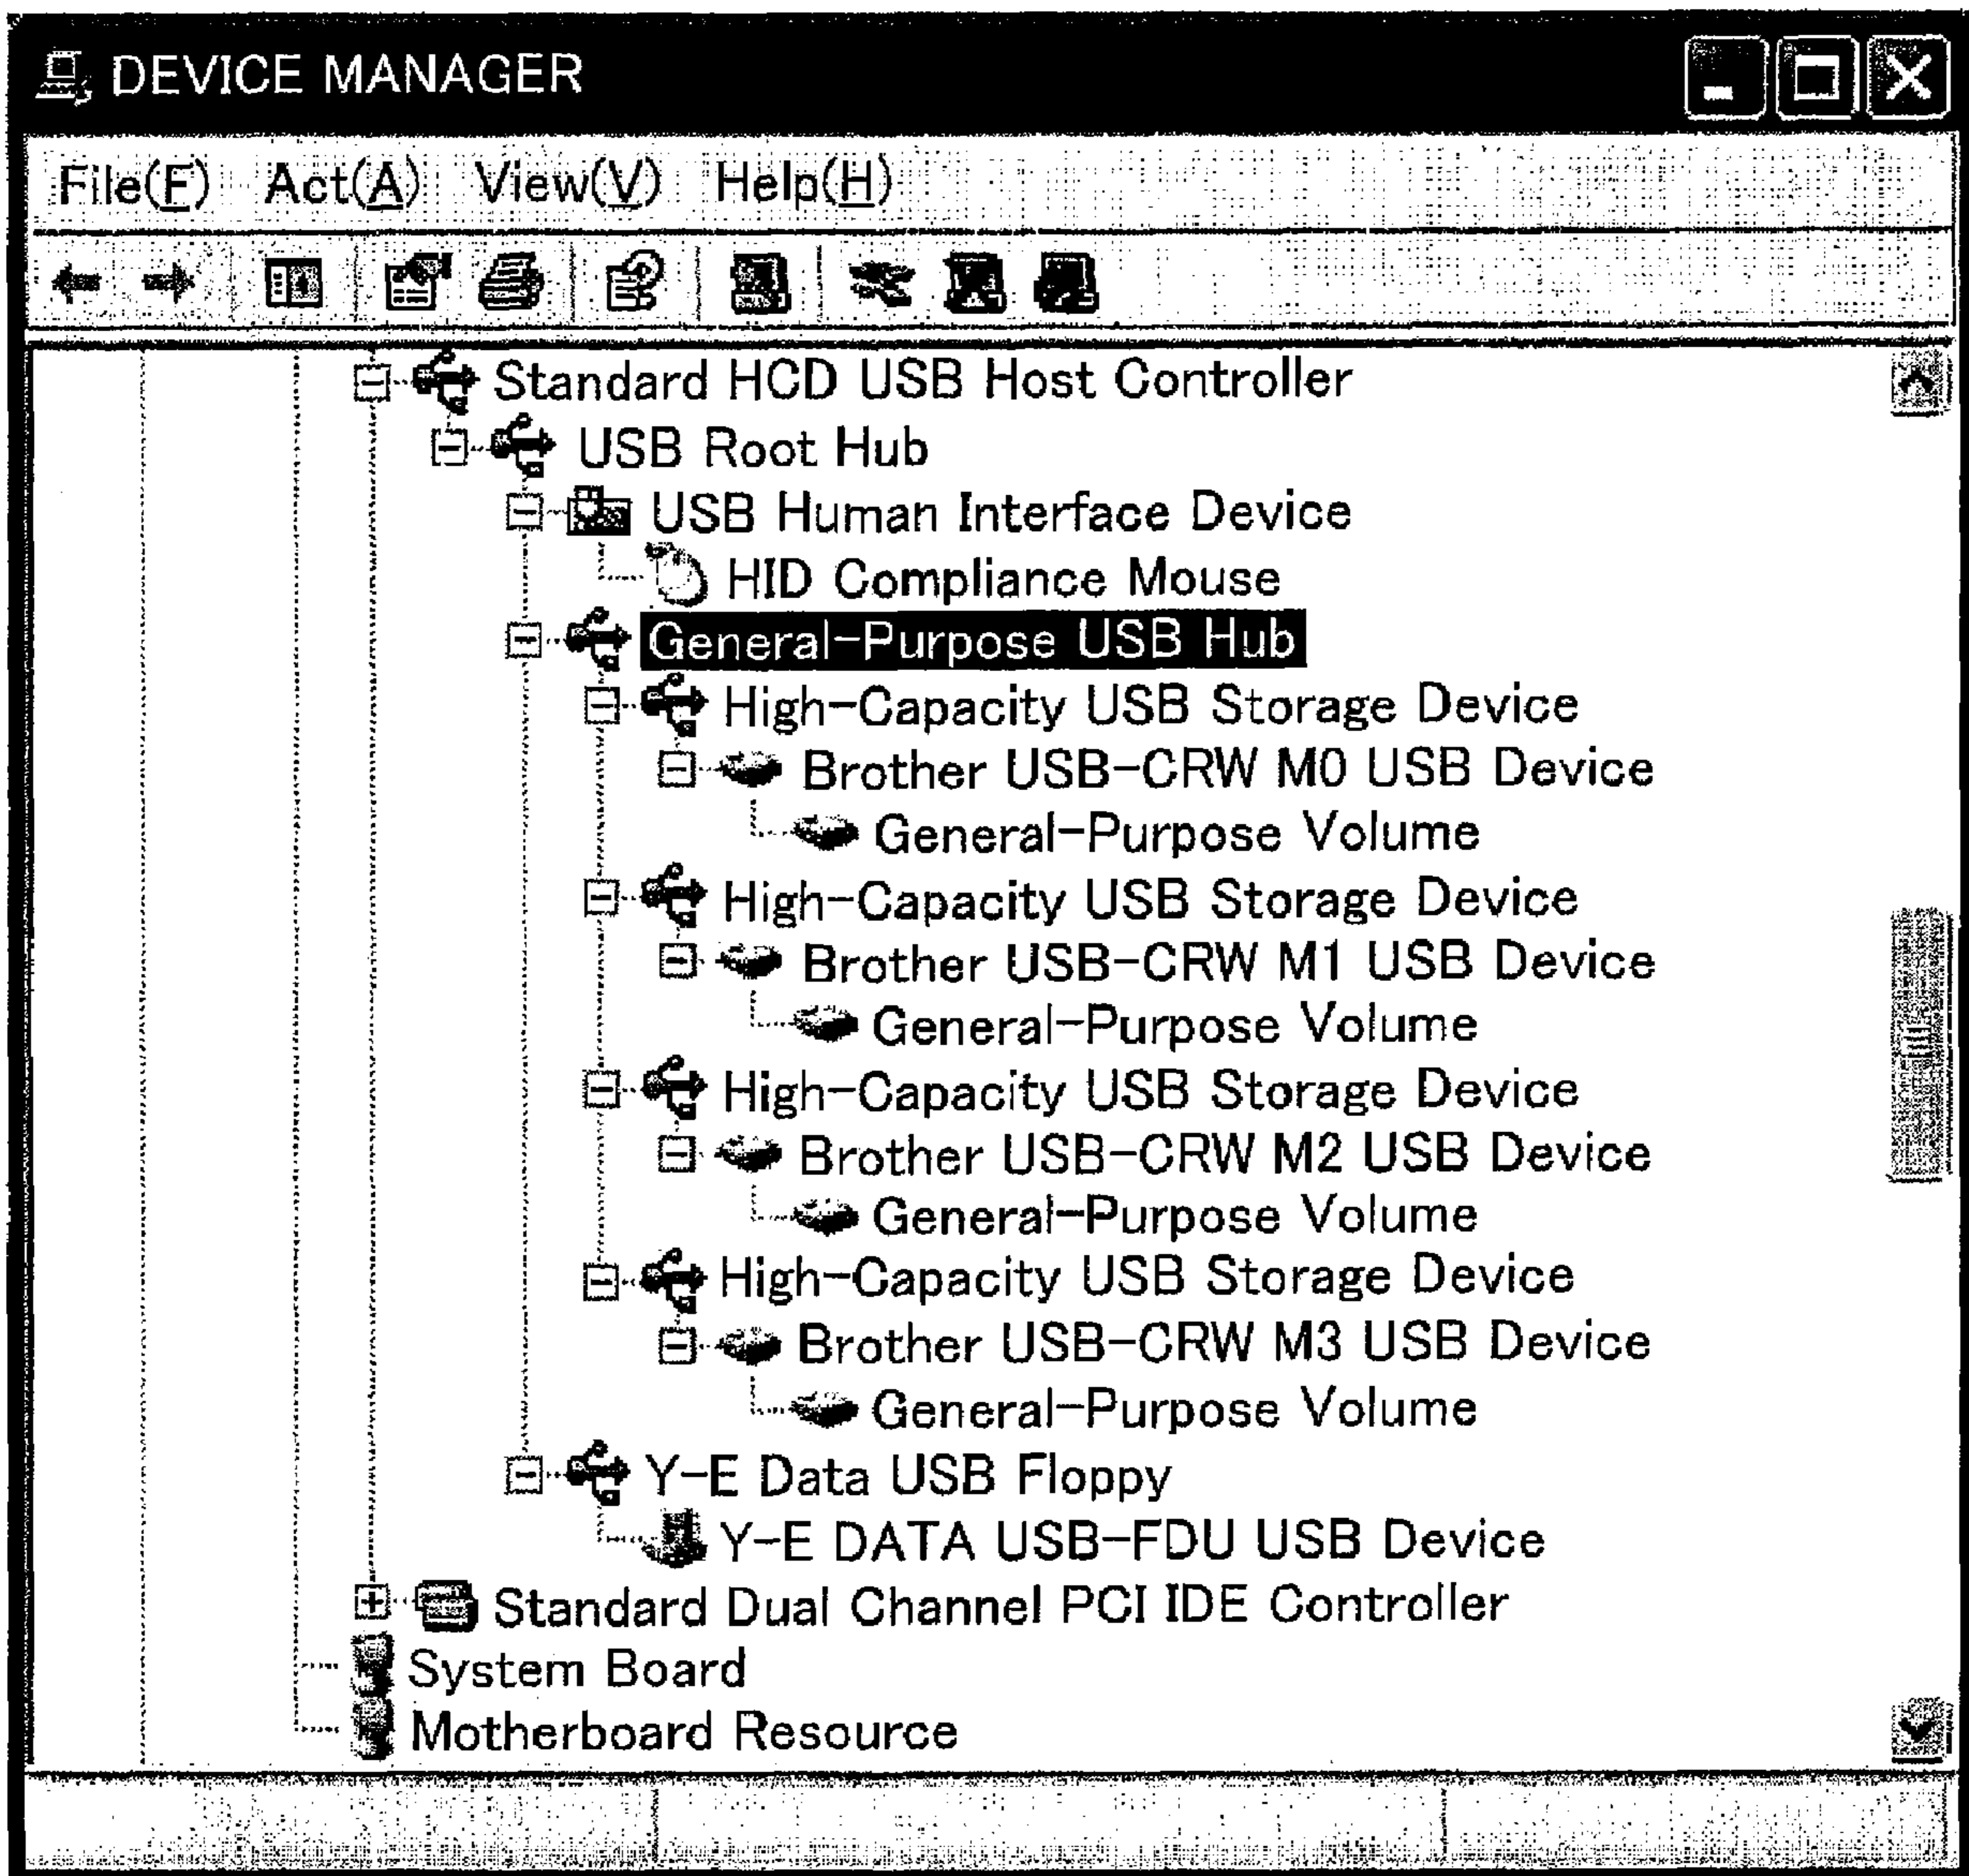 DEVICE MANAGER
File(F) Act(A) View(V) Help(H)
Standard HCD USB Host Controller
USB Root Hub
USB Human Interface Device
HID Compliance Mouse
General-Purpose USB Hub
High-Capacity USB Storage Device
Brother USB-CRW M0 USB Device
General-Purpose Volume
High-Capacity USB Storage Device
Brother USB-CRW M1 USB Device
General-Purpose Volume
High-Capacity USB Storage Device
Brother USB-CRW M2 USB Device
General-Purpose Volume
High-Capacity USB Storage Device
Brother USB-CRW M3 USB Device
General-Purpose Volume
Y-E Data USB Floppy
Y-E DATA USB-FDU USB Device
Standard Dual Channel PCI IDE Controller
System Board
Motherboard Resource